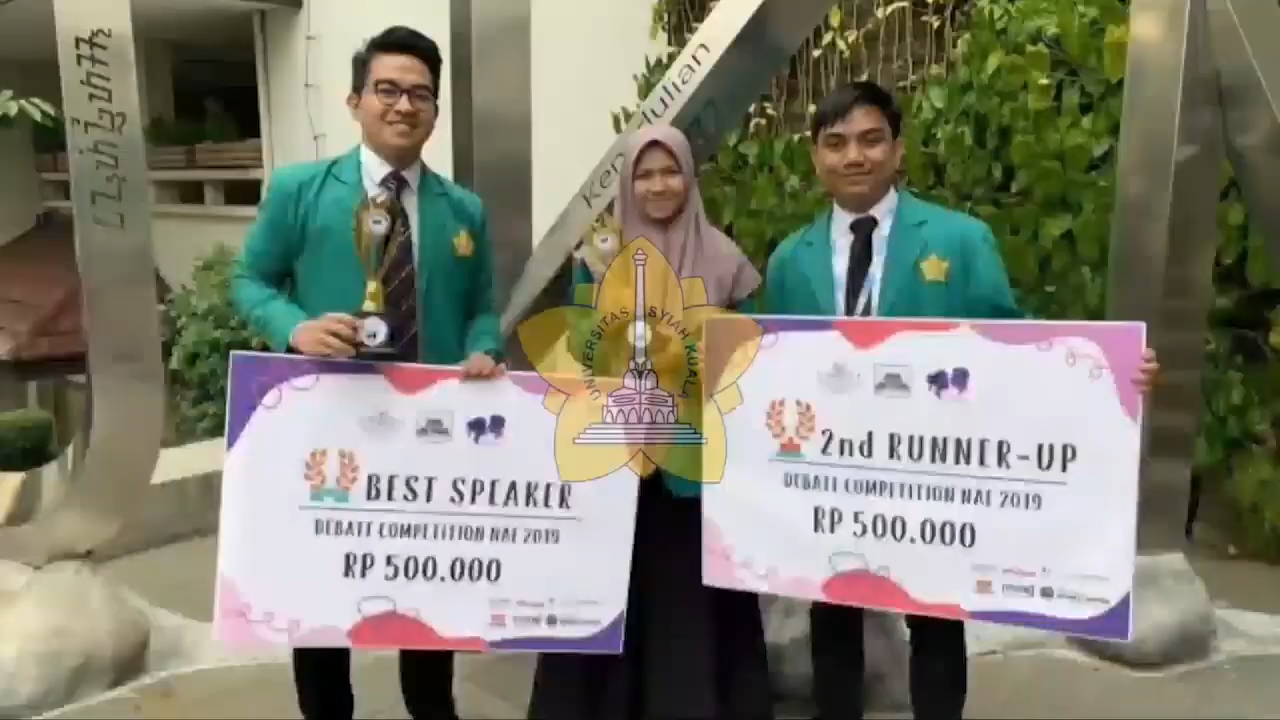 Kemulian
UNIVERSITAS SYIAH KUALA
BEST SPEAKER
DEBATE COMPETITION NAE 2019
RP 500.000
2nd RUNNER-UP
DEBATE COMPETITION NAE 2019
RP 500.000